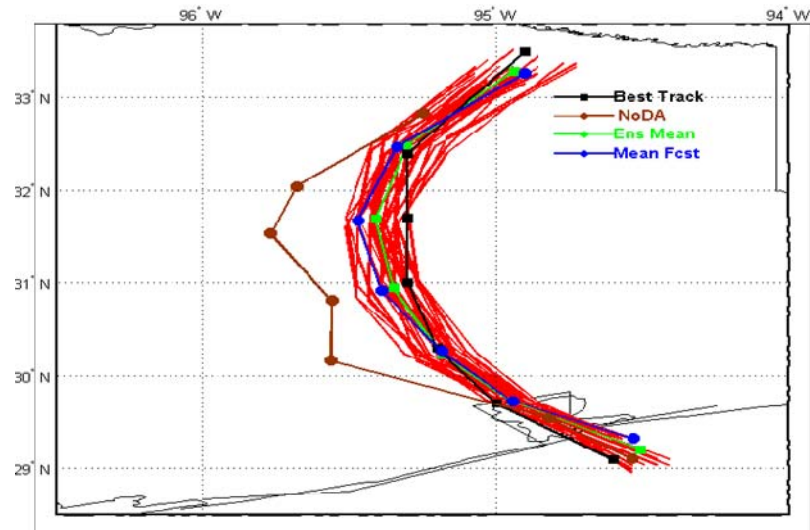 96° W 95° W 94° W
33° N
32° N
31° N
30° N
29° N
Best Track
NoDA
Ens Mean
Mean Fcst